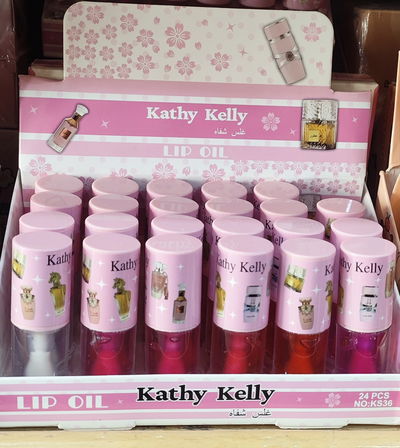 Kathy Kelly
غلس شفاه
LIP OIL
Kathy
Kathy
Kathy Kelly
Kathy
LIP OIL
Kathy Kelly
غلس شفاه
24 PCS
NO:KS36